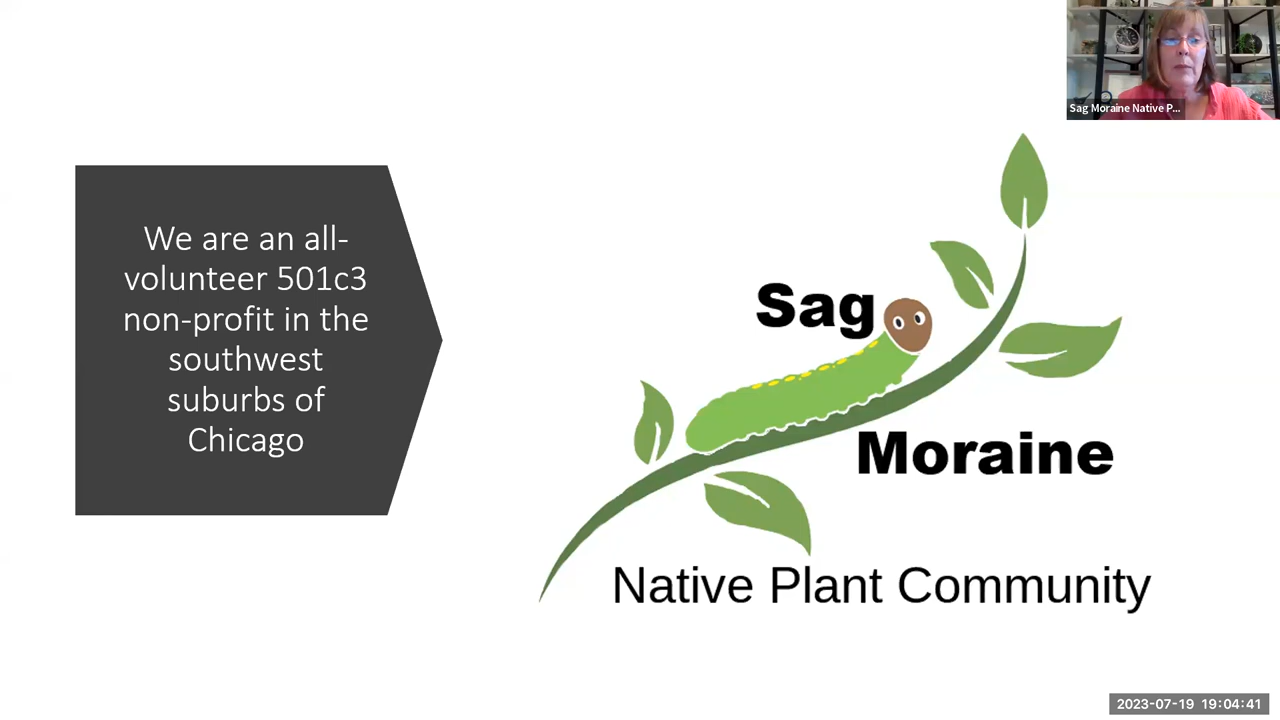 Sag Moraine Native P...
We are an all-
volunteer 501c3
non-profit in the
southwest
suburbs of
Chicago
Sag
Moraine
Native Plant Community
2023-07-19 19:04:41